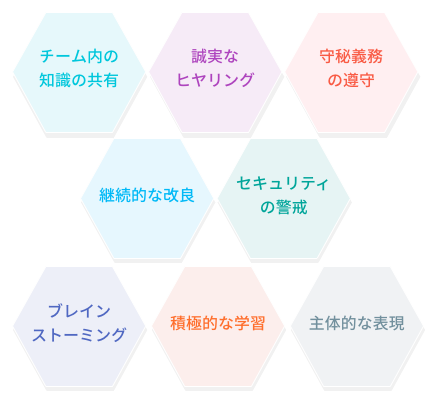 チーム内の
知識の共有
誠実な
ヒヤリング
守秘義務
の遵守
継続的な改良
セキュリティ
の警戒
ブレイン
ストーミング
積極的な学習
主体的な表現